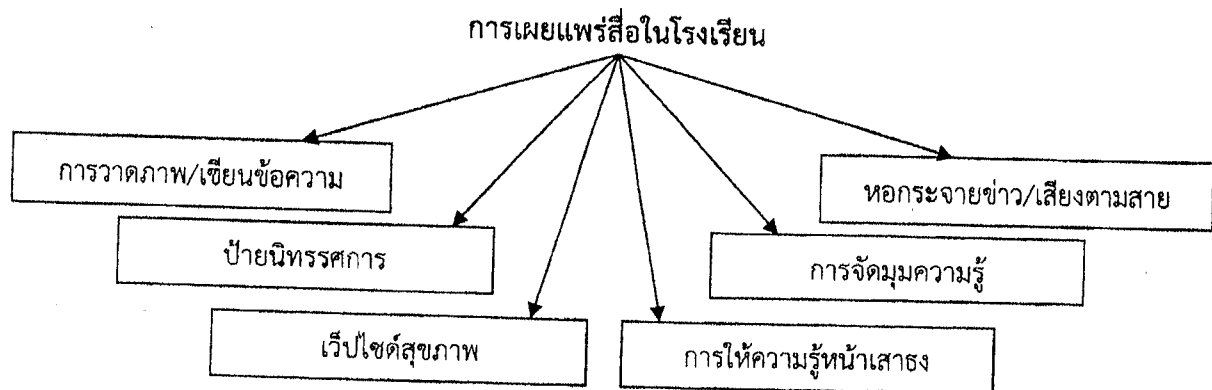 การเผยแพร่สื่อในโรงเรียน
การวาดภาพ/เขียนข้อความ
หอกระจายข่าว/เสียงตามสาย
ป้ายนิทรรศการ
การจัดมุมความรู้
เว็ปไซด์สุขภาพ
การให้ความรู้หน้าเสาธง